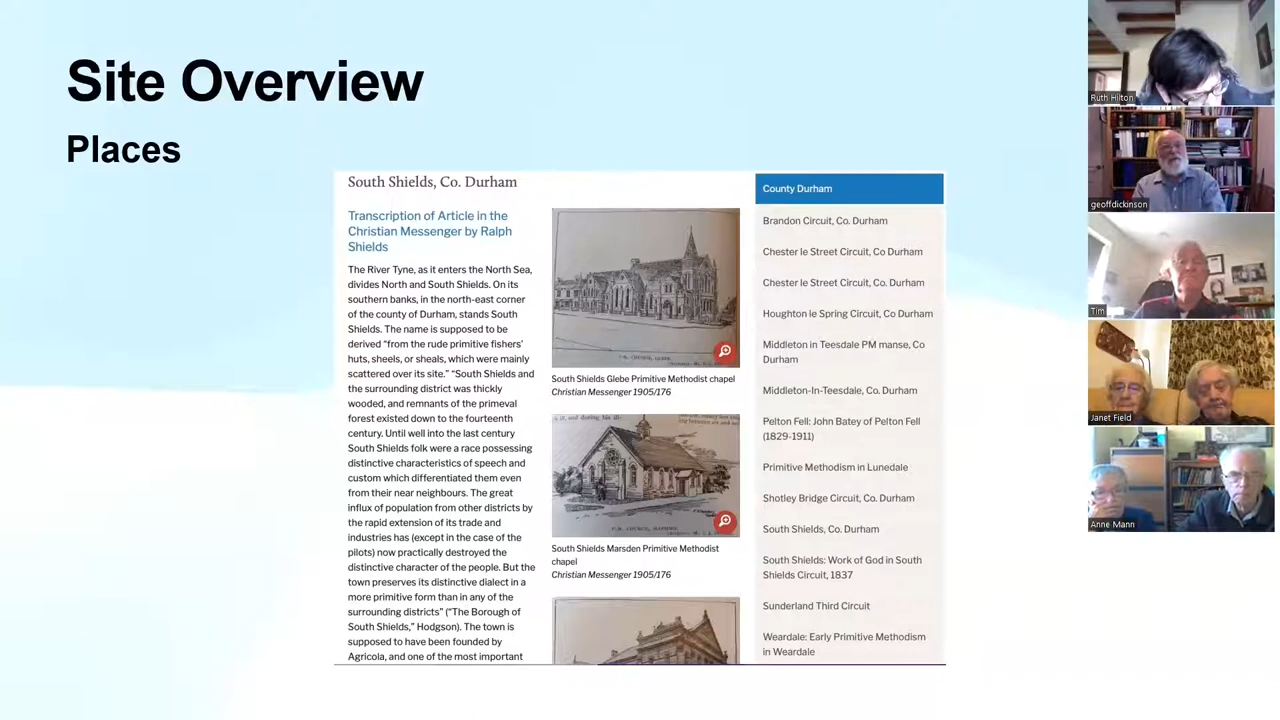 Site Overview
Places
South Shields, Co. Durham
Transcription of Article in the
Christian Messenger by Ralph
Shields
The River Tyne, as it enters the North Sea,
divides North and South Shields. On its
southern banks, in the north-east corner
of the county of Durham, stands South
Shields. The name is supposed to be
derived “from the rude primitive fishers’
huts, sheels, or sheals, which were mainly
scattered over its site.” “South Shields and
the surrounding district was thickly
wooded, and remnants of the primeval
forest existed down to the fourteenth
century. Until well into the last century
South Shields folk were a race possessing
distinctive characteristics of speech and
custom which differentiated them even
from their near neighbours. The great
influx of population from other districts by
the rapid extension of its trade and
industries has (except in the case of the
pilots) now practically destroyed the
distinctive character of the people. But the
town preserves its distinctive dialect in a
more primitive form than in any of the
surrounding districts” (“The Borough of
South Shields,” Hodgson). The town is
supposed to have been founded by
Agricola, and one of the most important
South Shields Glebe Primitive Methodist chapel
Christian Messenger 1905/176
South Shields Marsden Primitive Methodist
chapel
Christian Messenger 1905/176
County Durham
Brandon Circuit, Co. Durham
Chester le Street Circuit, Co Durham
Chester le Street Circuit, Co. Durham
Houghton le Spring Circuit, Co. Durham
Middleton in Teesdale PM manse, Co
Durham
Middleton-In-Teesdale, Co. Durham
Pelton Fell: John Batey of Pelton Fell
(1829-1911)
Primitive Methodism in Lunedale
Shotley Bridge Circuit, Co. Durham
South Shields, Co. Durham
South Shields: Work of God in South
Shields Circuit, 1837
Sunderland Third Circuit
Weardale: Early Primitive Methodism
in Weardale
Ruth Hilton
geoffdickinson
Tim
Janet Field
Anne Mann